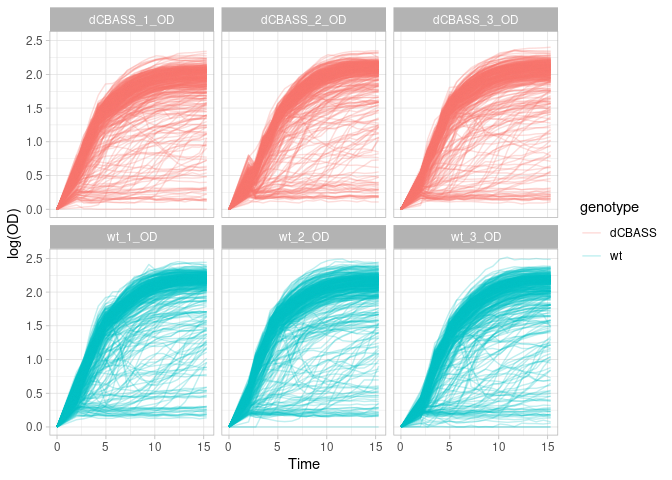 dCBASS_1_OD dCBASS_2_OD dCBASS_3_OD
2.5
2.0
1.5
1.0
0.5
0.0
wt_1_OD wt_2_OD wt_3_OD
2.5
2.0
1.5
1.0
0.5
0.0
0 5 10 15 0 5 10 15 0 5 10 15
Time
log(OD)
genotype
dCBASS
wt